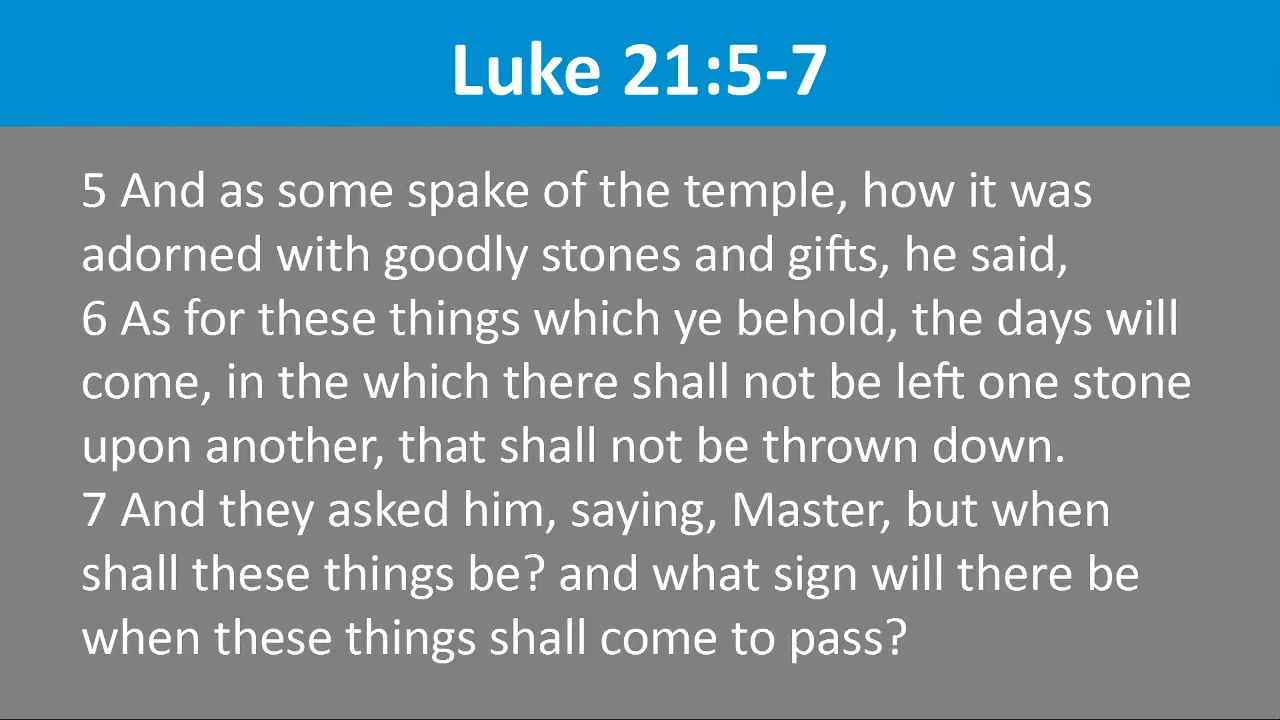 Luke 21:5-7
5 And as some spake of the temple, how it was
adorned with goodly stones and gifts, he said,
6 As for these things which ye behold, the days will
come, in the which there shall not be left one stone
upon another, that shall not be thrown down.
7 And they asked him, saying, Master, but when
shall these things be? and what sign will there be
when these things shall come to pass?